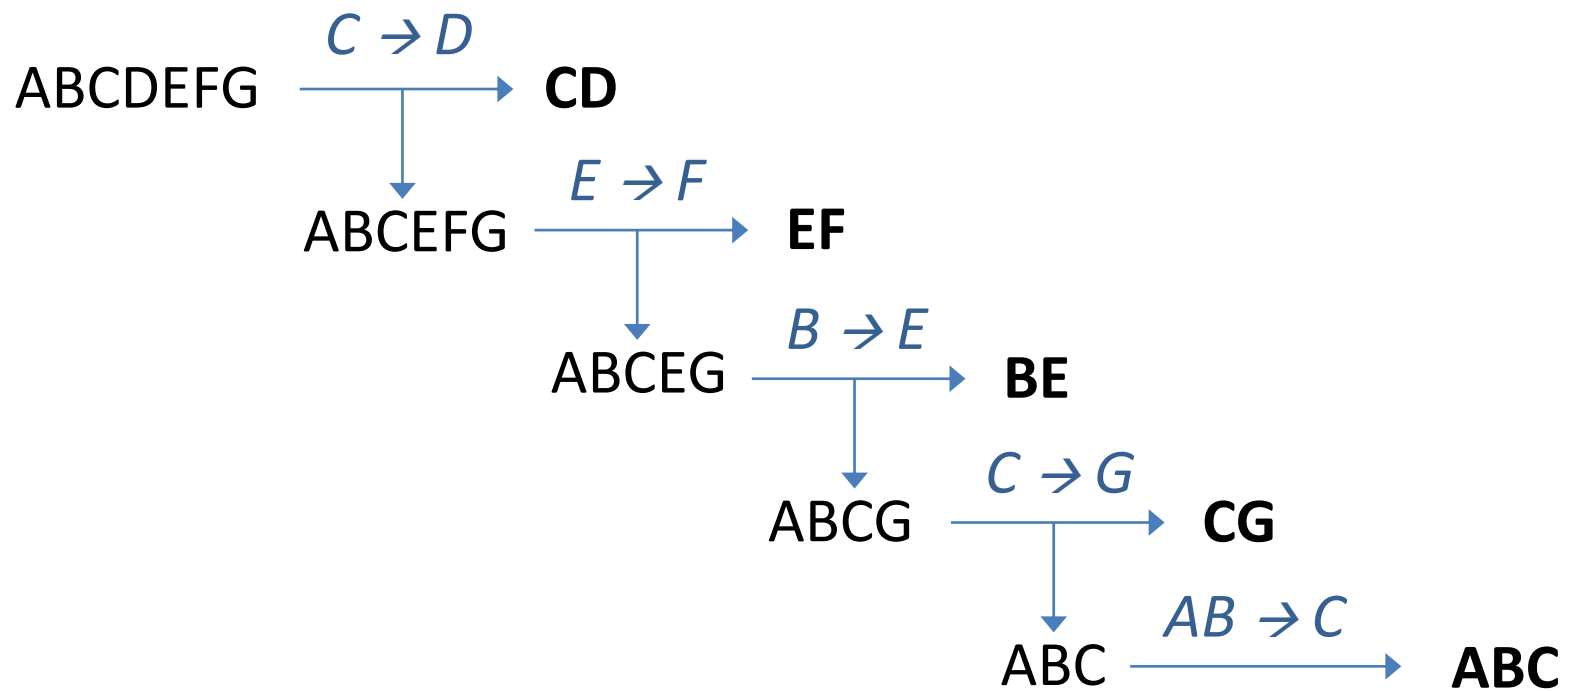 C → D
ABCDEFG CD
E → F
ABCEFG EF
B → E
ABCEG BE
C → G
ABCG CG
AB → C
ABC ABC